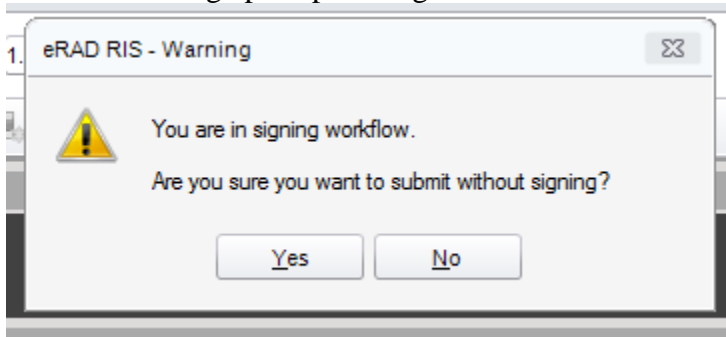 1.
eRAD RIS - Warning
You are in signing workflow.
Are you sure you want to submit without signing?
Yes
No